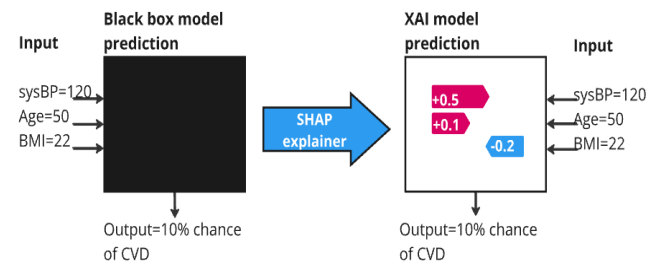 Black box model
prediction
Input
sysBP=120
Age=50
BMI=22
Output=10% chance
of CVD
SHAP
explainer
XAI model
prediction
+0.5
+0.1
-0.2
Input
sysBP=120
Age=50
BMI=22
Output=10% chance
of CVD